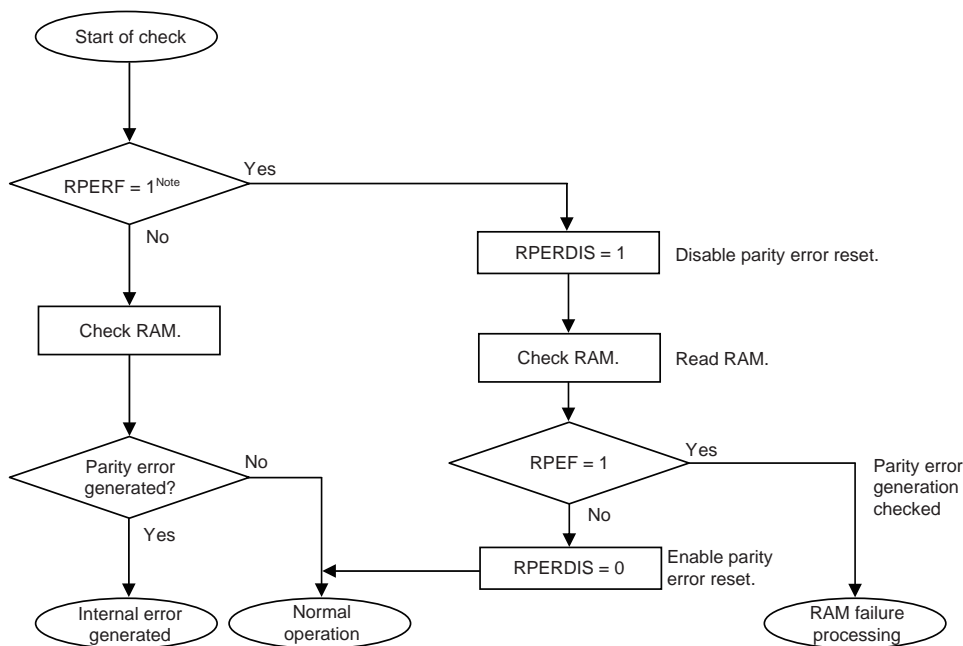 Start of check
RPERF = 1Note
Yes
No
RPERDIS = 1
Disable parity error reset.
Check RAM.
Check RAM.
Read RAM.
Parity error
generated?
No
Yes
RPEF = 1
Yes
No
Parity error
generation
checked
RPERDIS = 0
Enable parity
error reset.
Internal error
generated
Normal
operation
RAM failure
processing